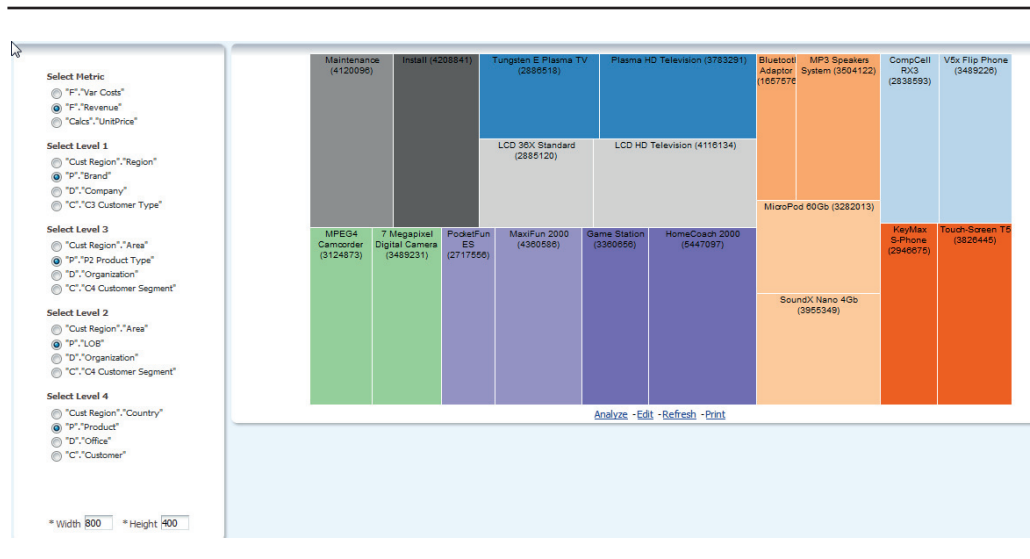 Select Metric
"F"."Var Costs"
"F"."Revenue"
"Calcs"."UnitPrice"
Select Level 1
"Cust Region"."Region"
"P"."Brand"
"D"."Company"
"C"."C3 Customer Type"
Select Level 3
"Cust Region"."Area"
"P"."P2 Product Type"
"D"."Organization"
"C"."C4 Customer Segment"
Select Level 2
"Cust Region"."Area"
"P"."LOB"
"D"."Organization"
"C"."C4 Customer Segment"
Select Level 4
"Cust Region"."Country"
"P"."Product"
"D"."Office"
"C"."Customer"
* Width 800 * Height 400
Maintenance
(4120096)
Install (4208841)
Tungsten E Plasma TV
(2886518)
Plasma HD Television (3783291)
Bluetoot
Adaptor
(1657576
MP3 Speakers
System (3504122)
CompCell
RX3
(2838593)
V5x Flip Phone
(3489226)
LCD 36X Standard
(2885120)
LCD HD Television (4116134)
MicroPod 60Gb (3282013)
MPEG4
Camcorder
(3124873)
7 Megapixel
Digital Camera
(3489231)
PocketFun
ES
(2717556)
MaxiFun 2000
(4360586)
Game Station
(3360656)
HomeCoach 2000
(5447097)
KeyMax
S-Phone
(2946675)
Touch-Screen T5
(3826445)
SoundX Nano 4Gb
(3955349)
Analyze - Edit - Refresh - Print